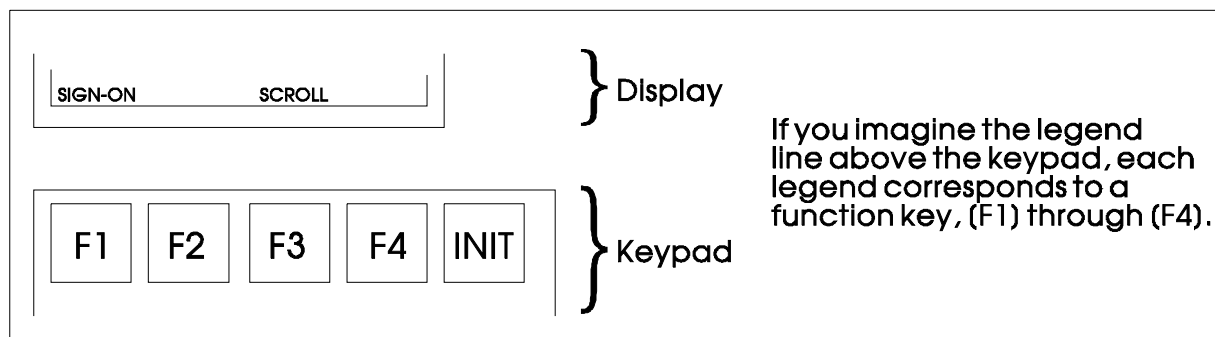 SIGN-ON SCROLL
Display
If you imagine the legend
line above the keypad, each
legend corresponds to a
function key, (F1) through (F4).
F1 F2 F3 F4 INIT
Keypad